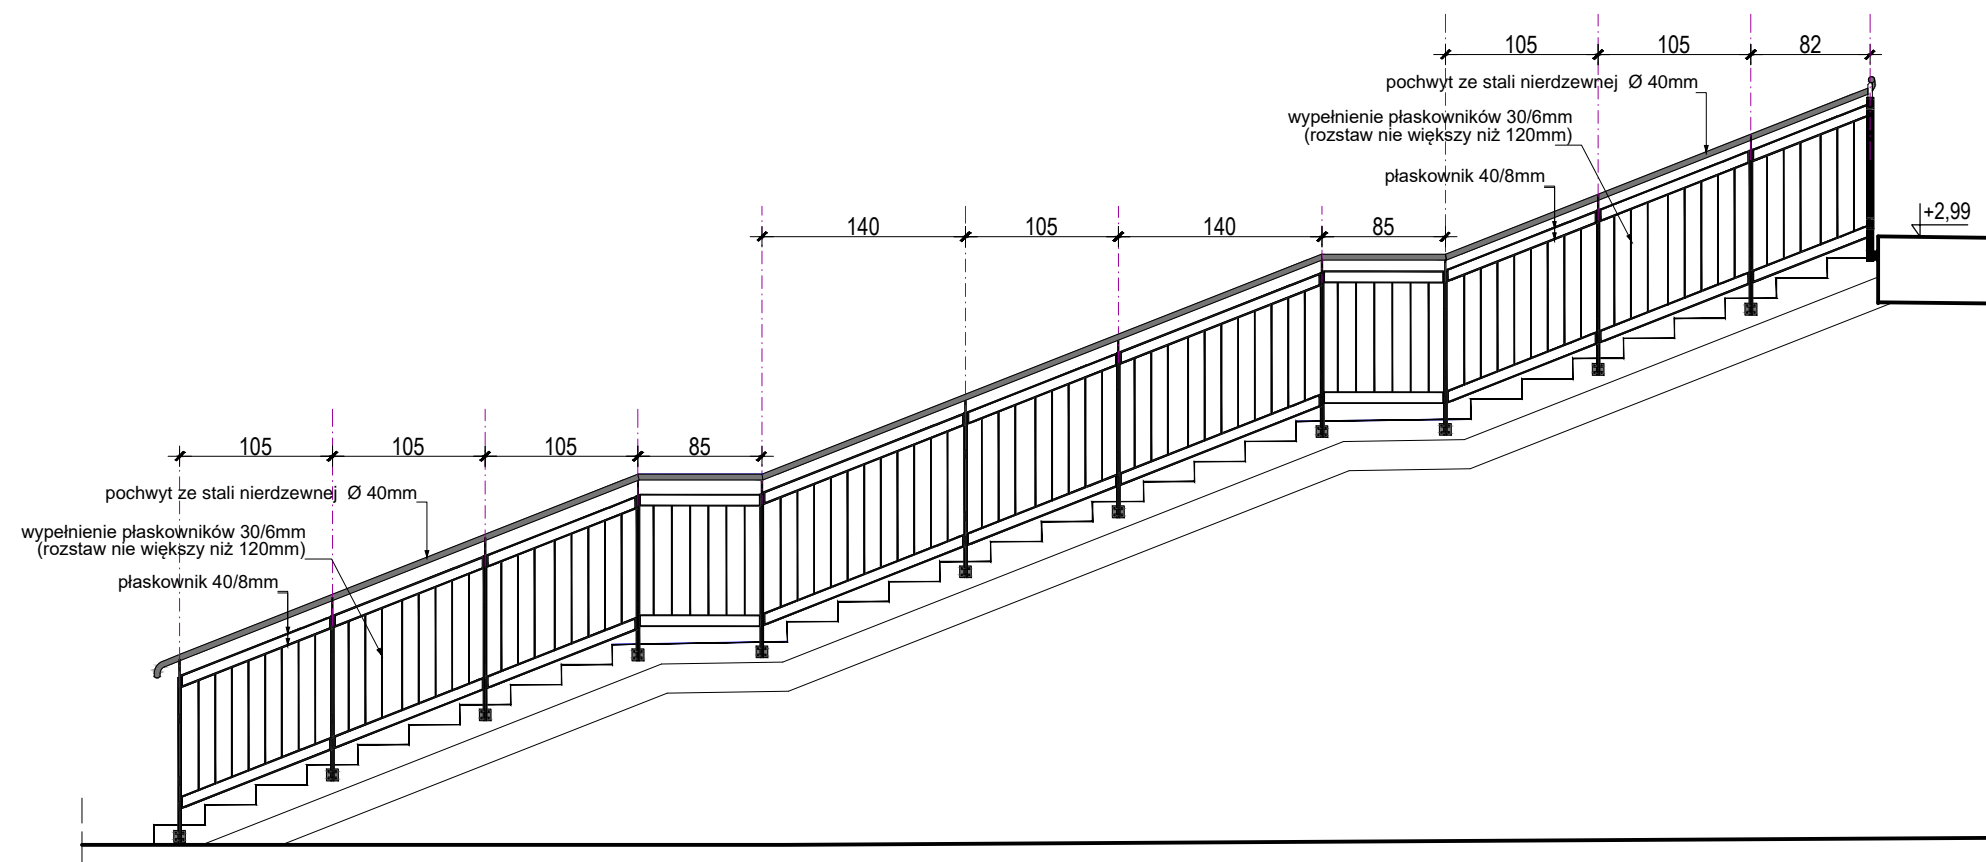 105 105 82
pochwyt ze stali nierdzewnej Ø 40mm
wypełnienie płaskowników 30/6mm
(rozstaw nie większy niż 120mm)
płaskownik 40/8mm
+2,99
140 105 140 85
105 105 105 85
pochwyt ze stali nierdzewnej Ø 40mm
wypełnienie płaskowników 30/6mm
(rozstaw nie większy niż 120mm)
płaskownik 40/8mm